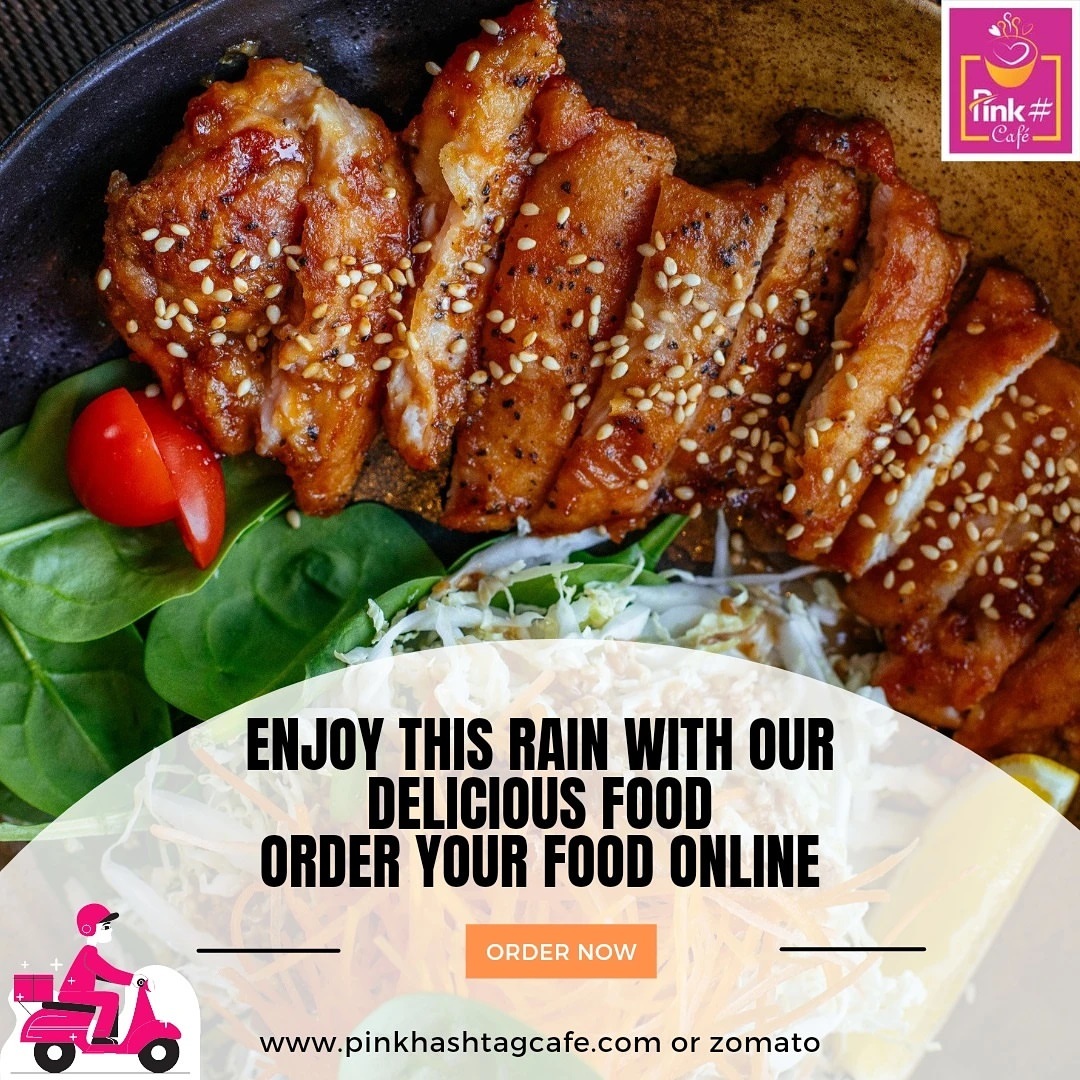 Pink#
Café
ENJOY THIS RAIN WITH OUR
DELICIOUS FOOD
ORDER YOUR FOOD ONLINE
ORDER NOW
www.pinkhashtagcafe.com or zomato